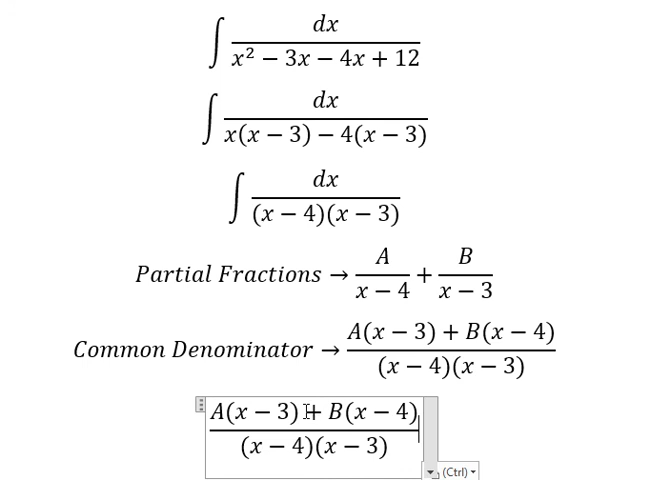 ∫ dx / (x² − 3x − 4x + 12)
∫ dx / (x(x − 3) − 4(x − 3))
∫ dx / ((x − 4)(x − 3))
Partial Fractions → A / (x − 4) + B / (x − 3)
Common Denominator → (A(x − 3) + B(x − 4)) / ((x − 4)(x − 3))
(A(x − 3) + B(x − 4)) / ((x − 4)(x − 3))
(Ctrl)